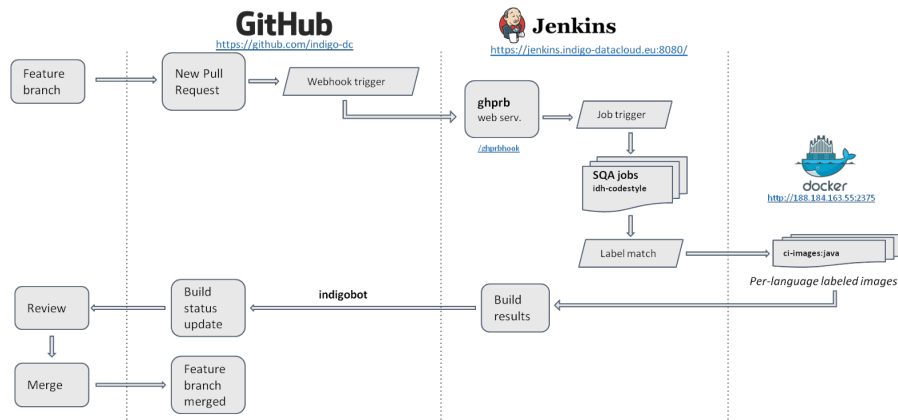 GitHub
https://github.com/indigo-dc
Jenkins
https://jenkins.indigo-datacloud.eu:8080/
Feature
branch
New Pull
Request
Webhook trigger
ghprb
web serv.
/ghprbhook
Job trigger
SQA jobs
idh-codestyle
docker
http://188.184.163.55:2375
Label match
ci-images:java
Per-language labeled images
Review
Build
status
update
indigobot
Build
results
Merge
Feature
branch
merged